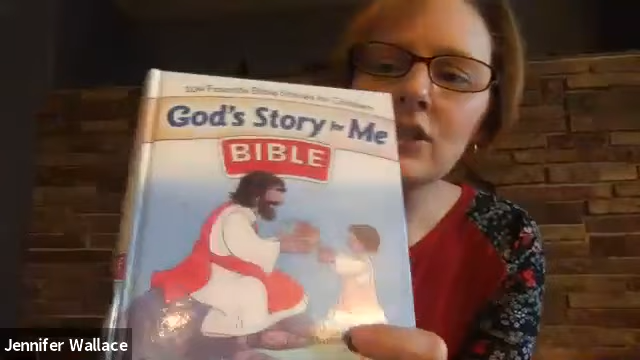 104 Favorite Bible Stories for Children
God's Story for Me
BIBLE
Jennifer Wallace